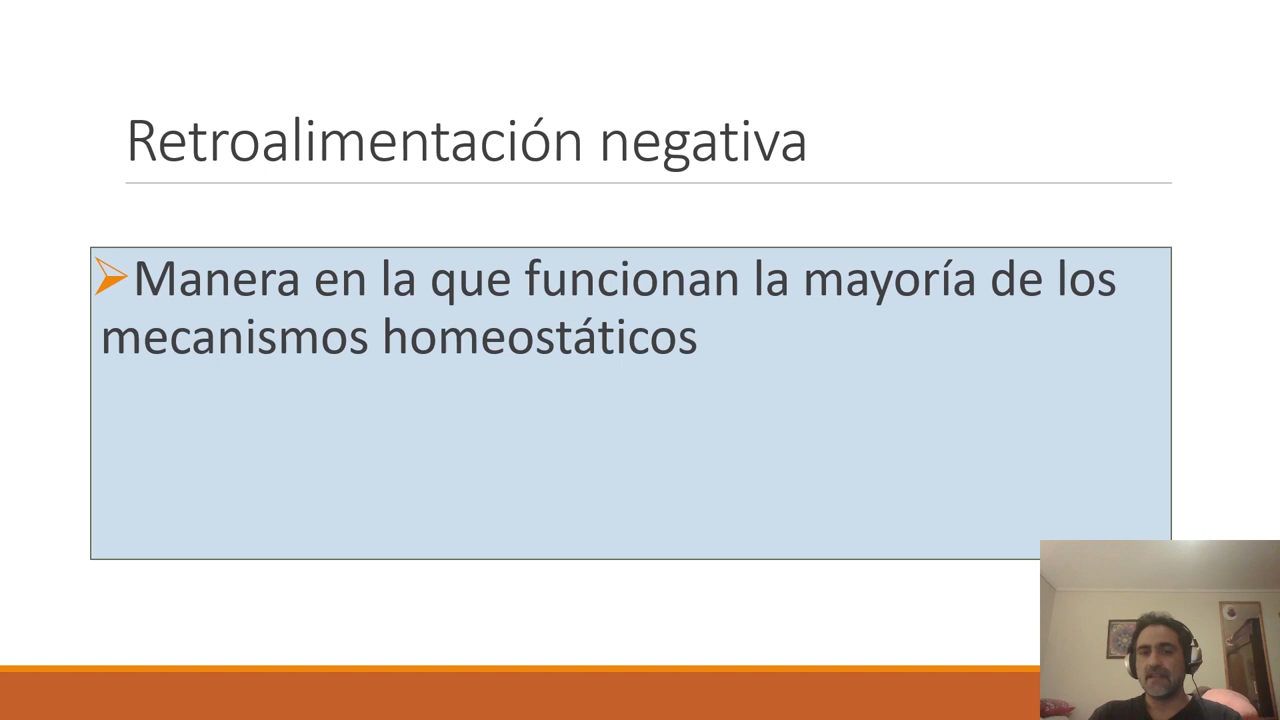 Retroalimentación negativa
Manera en la que funcionan la mayoría de los
mecanismos homeostáticos